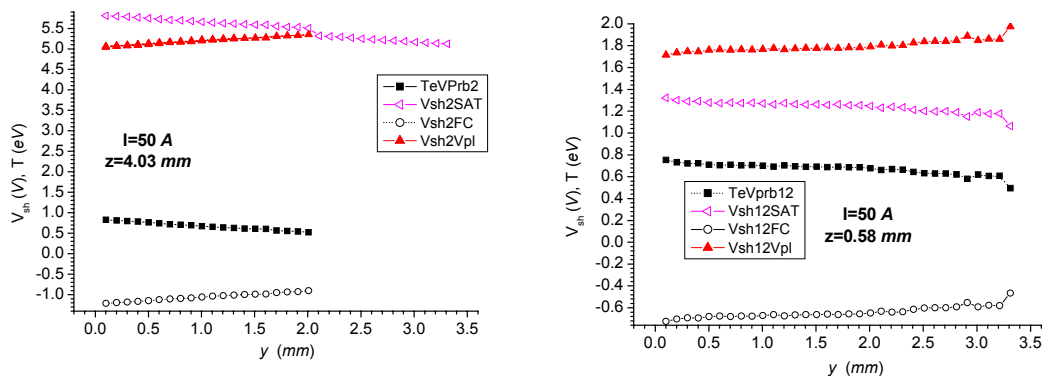 5.5
5.0
4.5
4.0
3.5
3.0
2.5
2.0
1.5
1.0
0.5
0.0
-0.5
-1.0
V_sh (V), T (eV)
TeVPrb2
Vsh2SAT
Vsh2FC
Vsh2Vpl
I=50 A
z=4.03 mm
0.0 0.5 1.0 1.5 2.0 2.5 3.0 3.5
y (mm)
2.0
1.8
1.6
1.4
1.2
1.0
0.8
0.6
0.4
0.2
0.0
-0.2
-0.4
-0.6
V_sh (V), T (eV)
TeVprb12
Vsh12SAT
Vsh12FC
Vsh12Vpl
I=50 A
z=0.58 mm
0.0 0.5 1.0 1.5 2.0 2.5 3.0 3.5
y (mm)